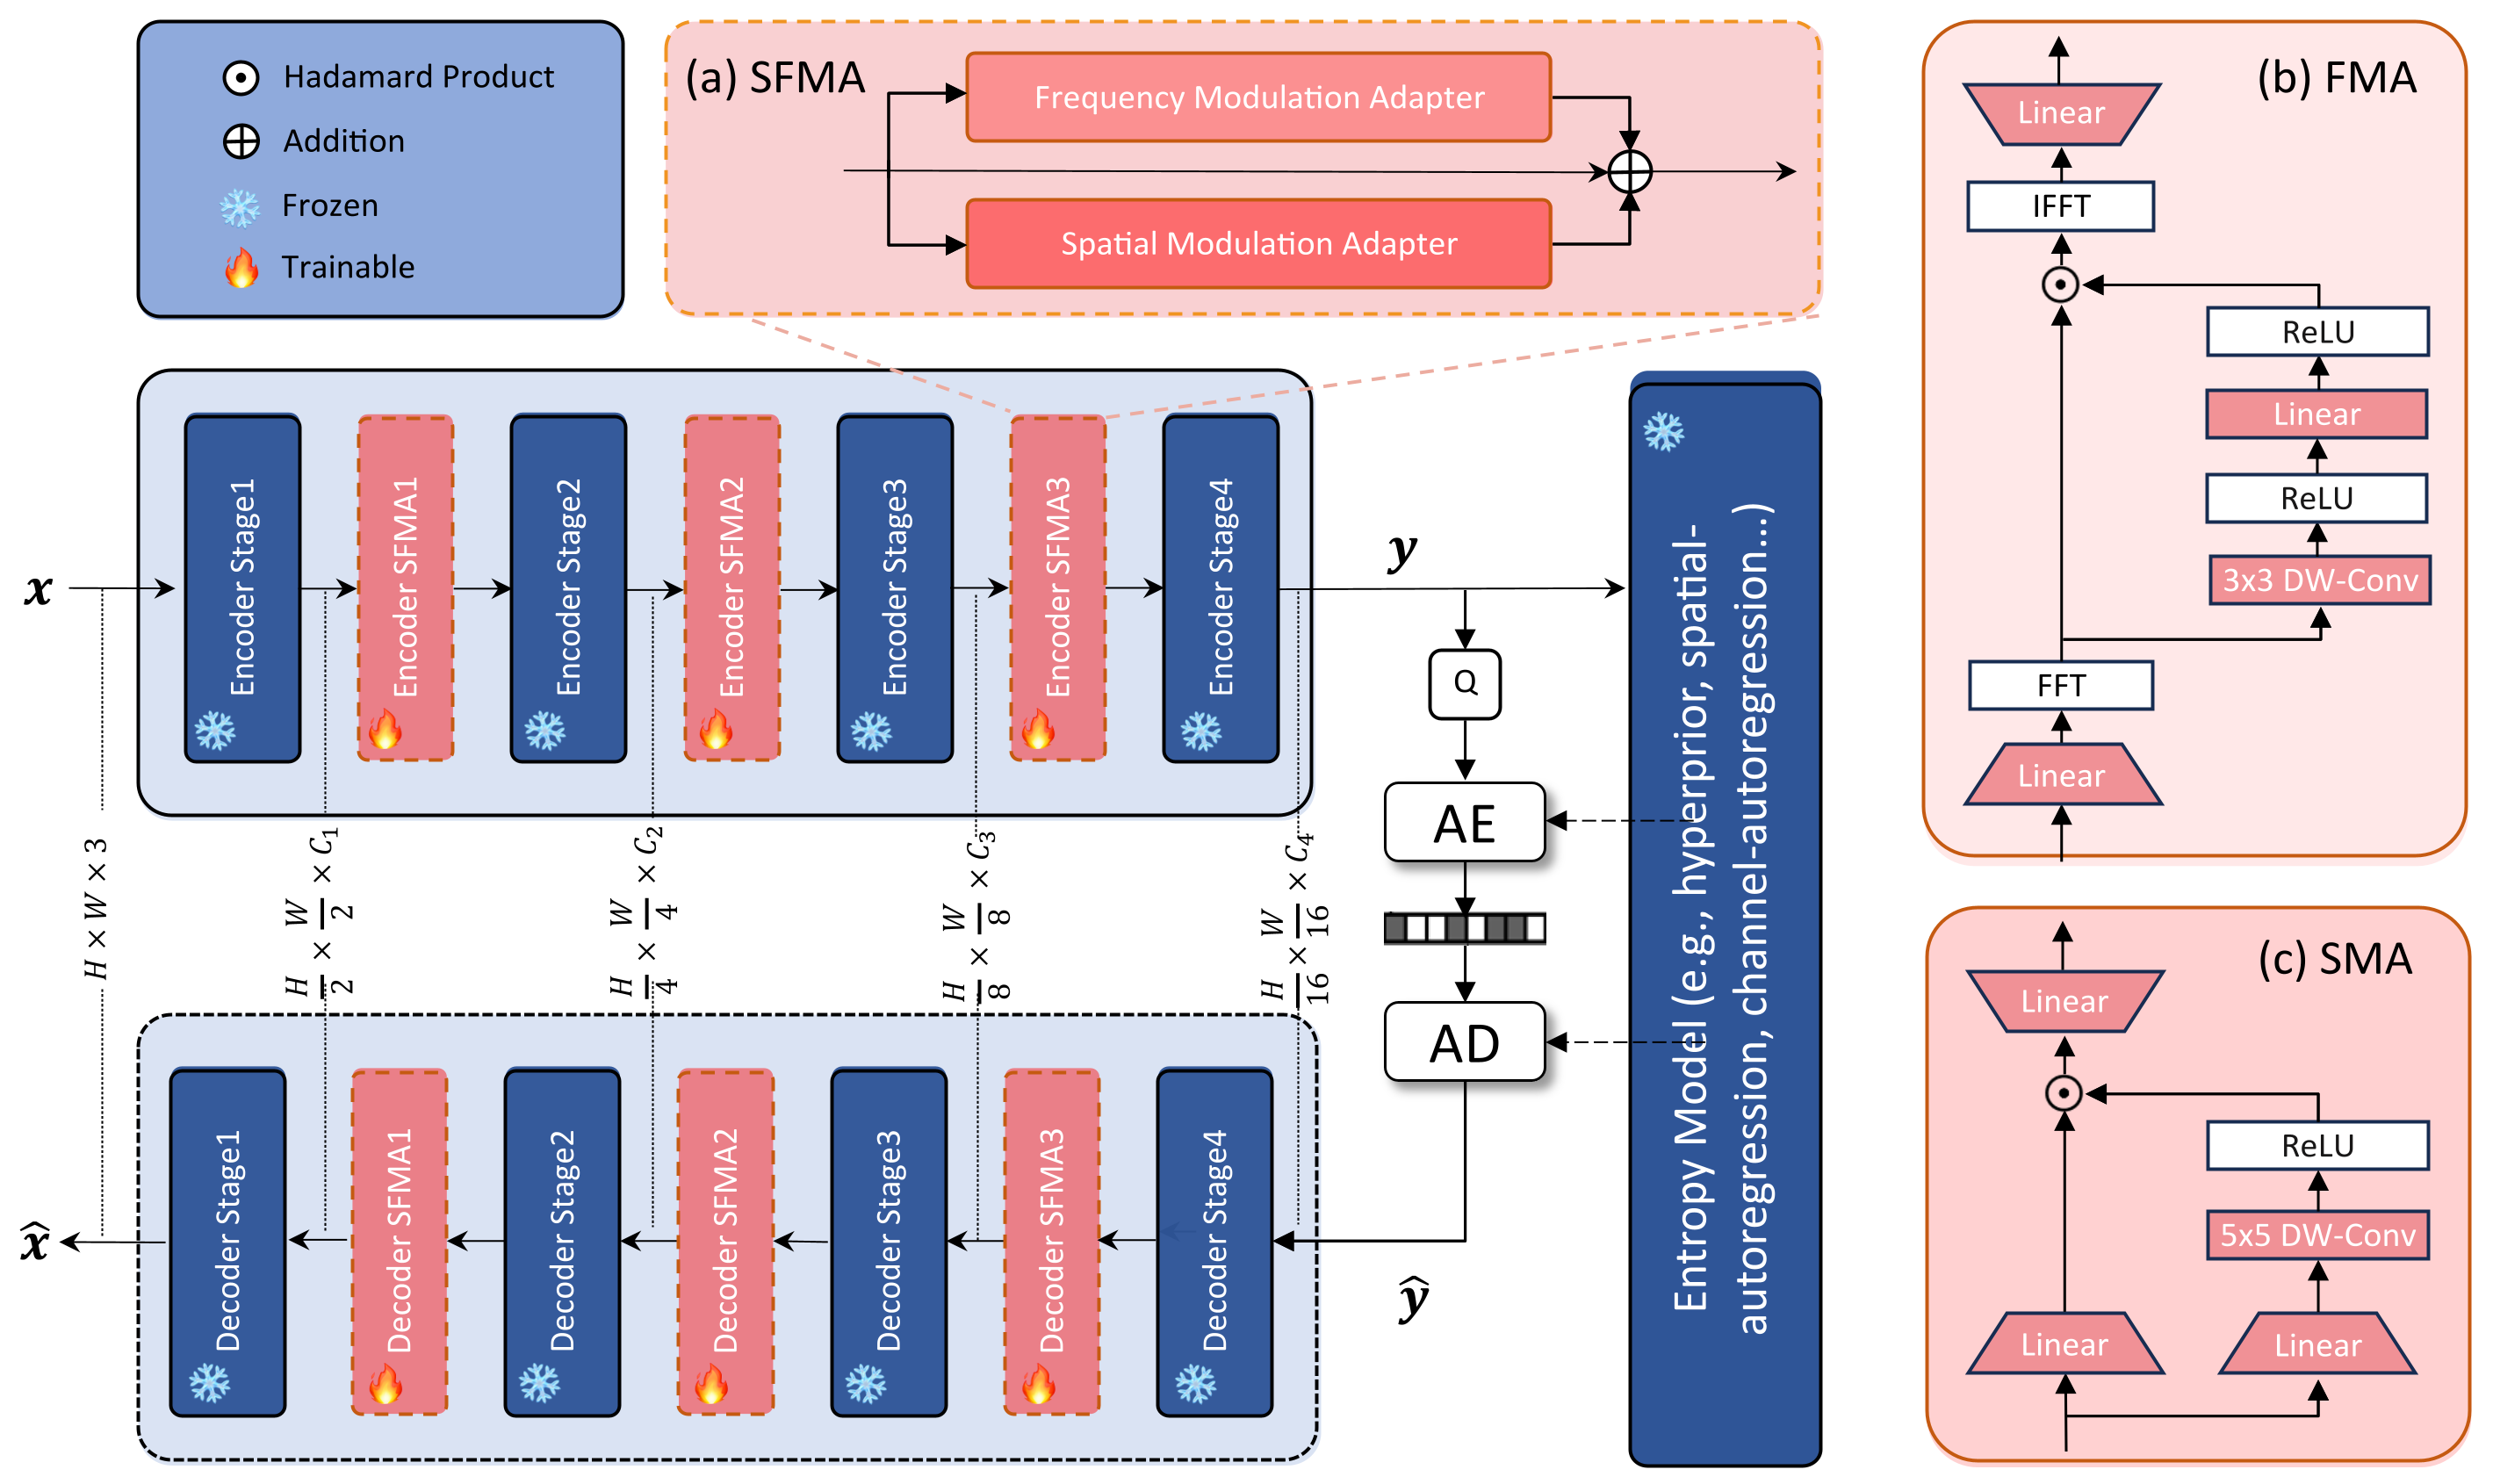 Hadamard Product
Addition
Frozen
Trainable
(a) SFMA
Frequency Modulation Adapter
Spatial Modulation Adapter
x
Encoder Stage1
Encoder SFMA1
Encoder Stage2
Encoder SFMA2
Encoder Stage3
Encoder SFMA3
Encoder Stage4
y
Q
AE
AD
ŷ
H × W × 3
H/2 × W/2 × C₁
H/4 × W/4 × C₂
H/8 × W/8 × C₃
H/16 × W/16 × C₄
x̂
Decoder Stage1
Decoder SFMA1
Decoder Stage2
Decoder SFMA2
Decoder Stage3
Decoder SFMA3
Decoder Stage4
Entropy Model (e.g., hyperprior, spatial-
autoregression, channel-autoregression...)
(b) FMA
Linear
IFFT
ReLU
Linear
ReLU
3x3 DW-Conv
FFT
Linear
(c) SMA
Linear
ReLU
5x5 DW-Conv
Linear
Linear